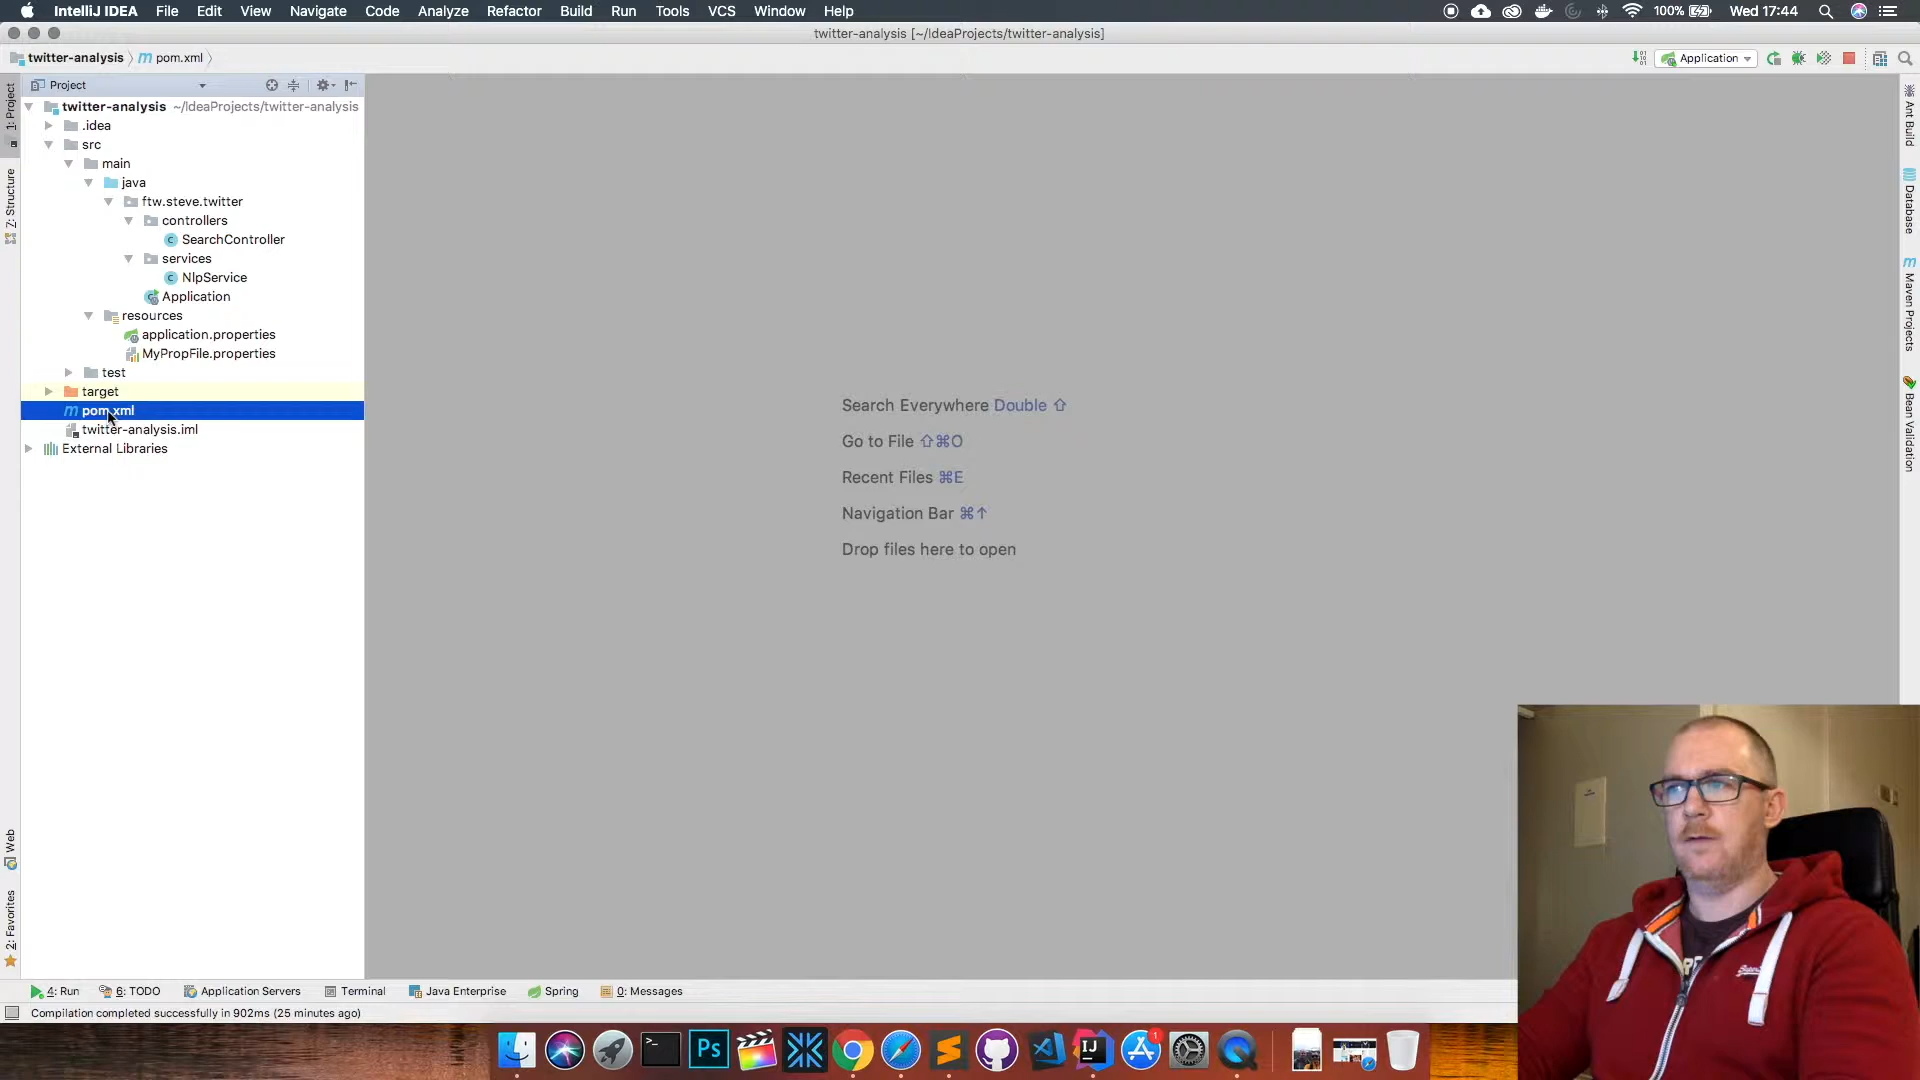 IntelliJ IDEA File Edit View Navigate Code Analyze Refactor Build Run Tools VCS Window Help 100% Wed 17:44
twitter-analysis [~/IdeaProjects/twitter-analysis]
twitter-analysis pom.xml Application
Project
twitter-analysis ~/IdeaProjects/twitter-analysis
.idea
src
main
java
ftw.steve.twitter
controllers
SearchController
services
NlpService
Application
resources
application.properties
MyPropFile.properties
test
target
pom.xml
twitter-analysis.iml
External Libraries
1: Project
7: Structure
Web
2: Favorites
Search Everywhere Double ⇧
Go to File ⇧⌘O
Recent Files ⌘E
Navigation Bar ⌘↑
Drop files here to open
Ant Build
Database
Maven Projects
Bean Validation
4: Run 6: TODO Application Servers Terminal Java Enterprise Spring 0: Messages
Compilation completed successfully in 902ms (25 minutes ago)
Ps
IJ
1